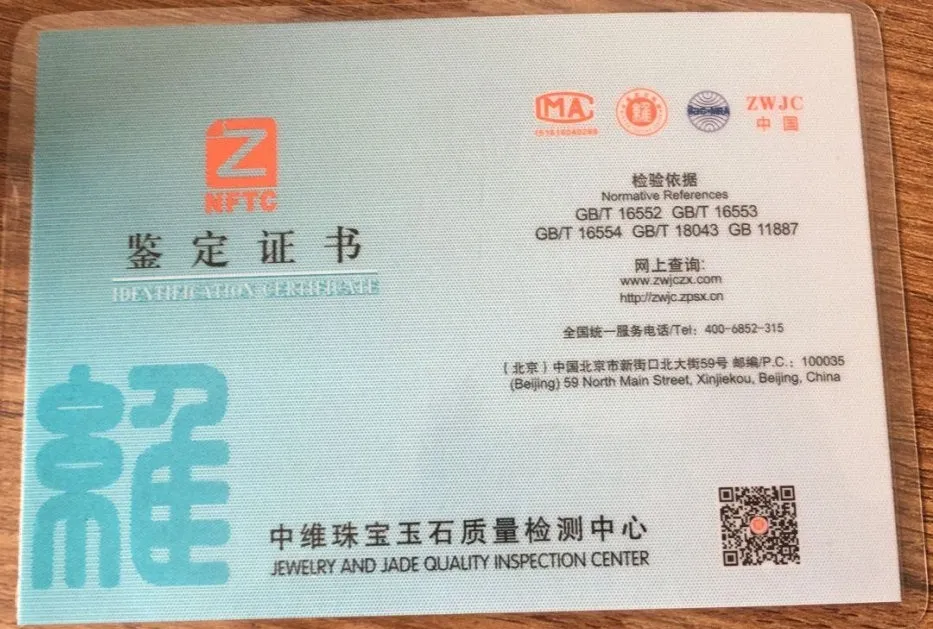 Z
NFTC
鉴定证书
IDENTIFICATION CERTIFICATE
MA
ZWJC
中国
检验依据
Normative References
GB/T 16552 GB/T 16553
GB/T 16554 GB/T 18043 GB 11887
网上查询:
www.zwjczx.com
http://zwjc.zpsx.cn
全国统一服务电话/Tel: 400-6852-315
(北京)中国北京市新街口北大街59号 邮编/P.C.: 100035
(Beijing) 59 North Main Street, Xinjiekou, Beijing, China
維
中维珠宝玉石质量检测中心
JEWELRY AND JADE QUALITY INSPECTION CENTER